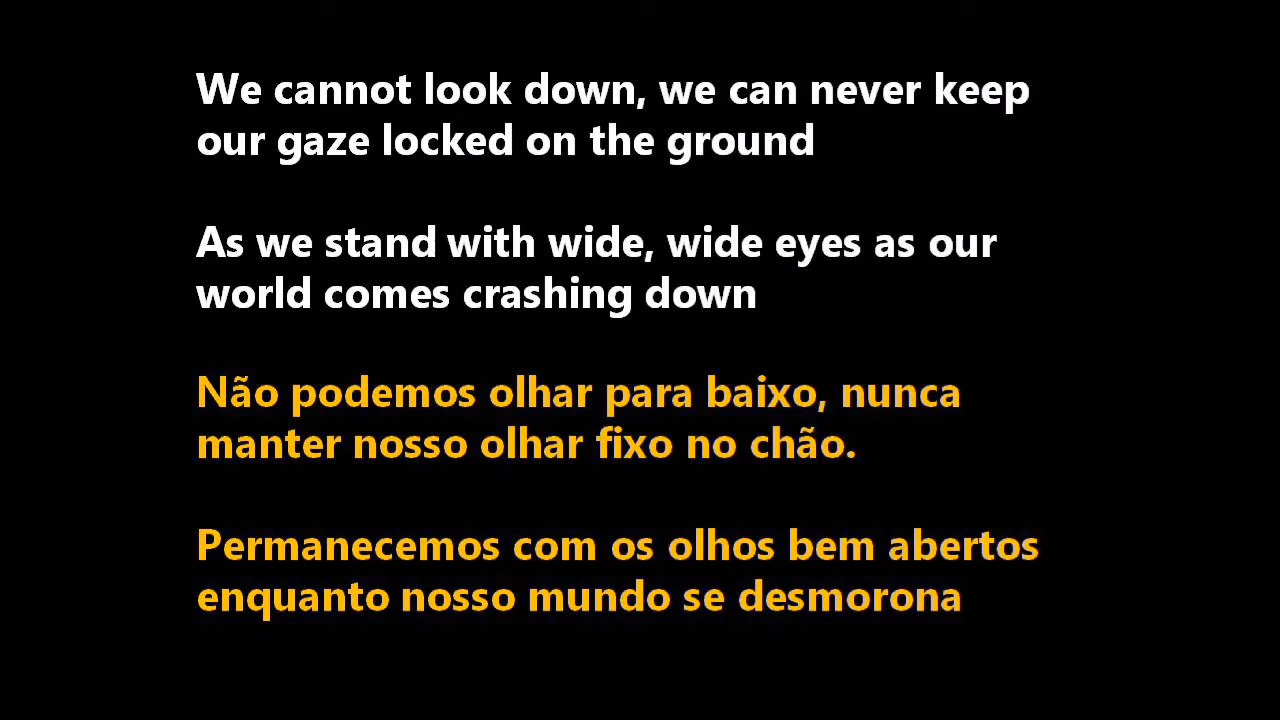 We cannot look down, we can never keep
our gaze locked on the ground
As we stand with wide, wide eyes as our
world comes crashing down
Não podemos olhar para baixo, nunca
manter nosso olhar fixo no chão.
Permanecemos com os olhos bem abertos
enquanto nosso mundo se desmorona